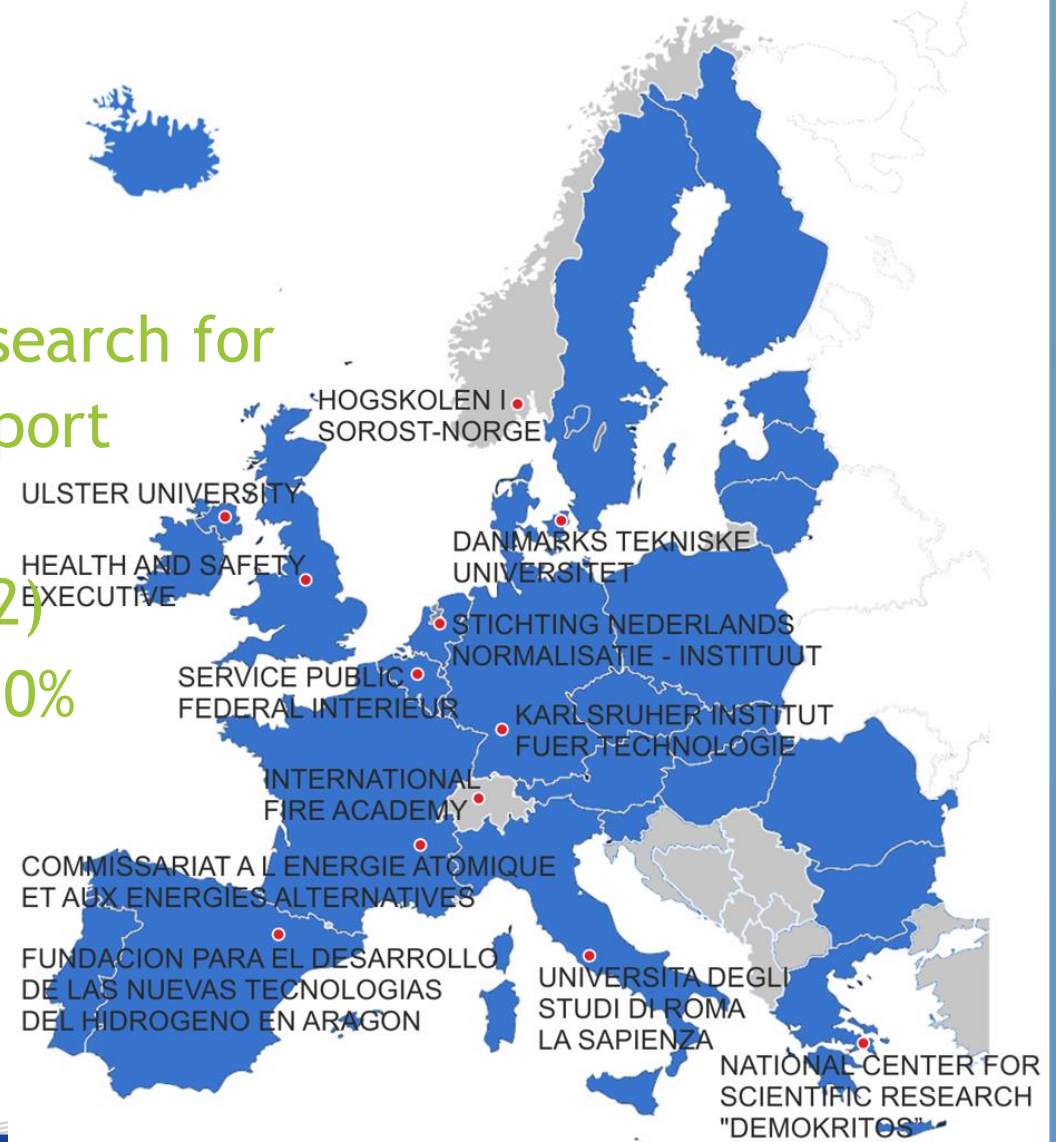 search for
port
2)
0%
HOGSKOLEN I
SOROST-NORGE
ULSTER UNIVERSITY
HEALTH AND SAFETY
EXECUTIVE
DANMARKS TEKNISKE
UNIVERSITET
STICHTING NEDERLANDS
NORMALISATIE - INSTITUUT
SERVICE PUBLIC
FEDERAL INTERIEUR
KARLSRUHER INSTITUT
FUER TECHNOLOGIE
INTERNATIONAL
FIRE ACADEMY
COMMISSARIAT A L ENERGIE ATOMIQUE
ET AUX ENERGIES ALTERNATIVES
FUNDACION PARA EL DESARROLLO
DE LAS NUEVAS TECNOLOGIAS
DEL HIDROGENO EN ARAGON
UNIVERSITA DEGLI
STUDI DI ROMA
LA SAPIENZA
NATIONAL CENTER FOR
SCIENTIFIC RESEARCH
"DEMOKRITOS"